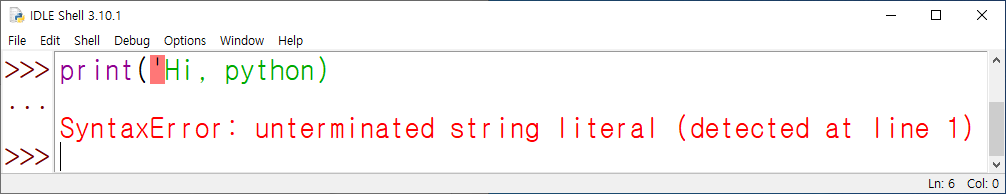 IDLE Shell 3.10.1
File Edit Shell Debug Options Window Help
>>> print('Hi, python)
...
SyntaxError: unterminated string literal (detected at line 1)
>>>
Ln: 6 Col: 0